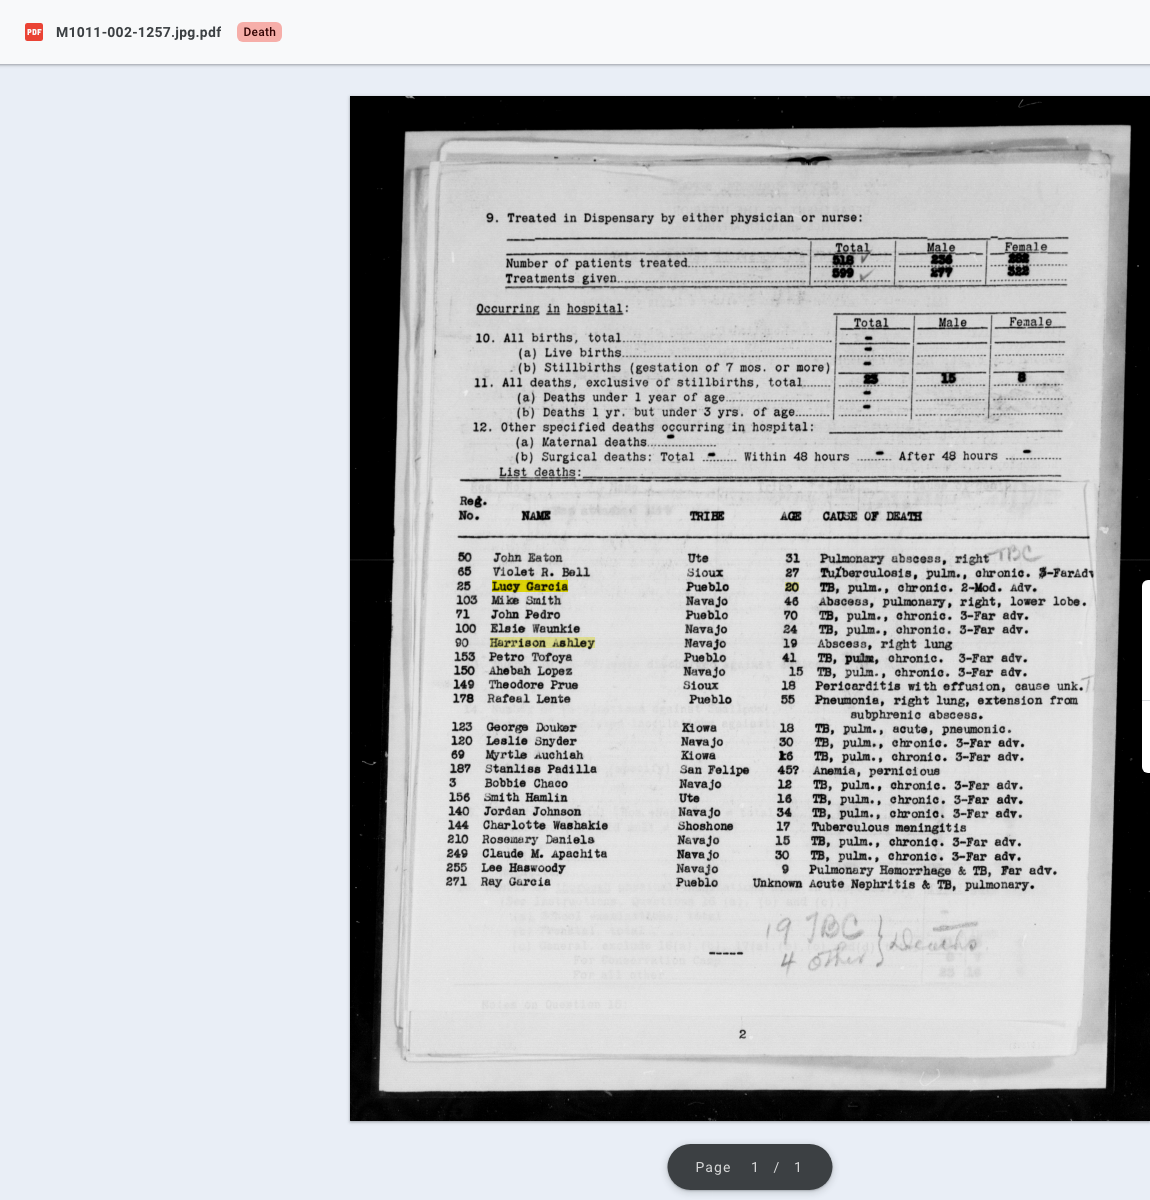 PDF M1011-002-1257.jpg.pdf Death
9. Treated in Dispensary by either physician or nurse:
Total Male Female
Number of patients treated 518 ✓ 236 282
Treatments given 599 ✓ 277 322
Occurring in hospital:
Total Male Female
10. All births, total -
(a) Live births -
(b) Stillbirths (gestation of 7 mos. or more) -
11. All deaths, exclusive of stillbirths, total 23 15 8
(a) Deaths under 1 year of age -
(b) Deaths 1 yr. but under 3 yrs. of age -
12. Other specified deaths occurring in hospital:
(a) Maternal deaths -
(b) Surgical deaths: Total - Within 48 hours - After 48 hours -
List deaths:
Reg.
No. NAME TRIBE AGE CAUSE OF DEATH
50 John Eaton Ute 31 Pulmonary abscess, right TBC
65 Violet R. Bell Sioux 27 Tuberculosis, pulm., chronic. 3-FarAdv
25 Lucy Garcia Pueblo 20 TB, pulm., chronic. 2-Mod. Adv.
103 Mike Smith Navajo 46 Abscess, pulmonary, right, lower lobe.
71 John Pedro Pueblo 70 TB, pulm., chronic. 3-Far adv.
100 Elsie Waunkie Navajo 24 TB, pulm., chronic. 3-Far adv.
90 Harrison Ashley Navajo 19 Abscess, right lung
153 Petro Tofoya Pueblo 41 TB, pulm, chronic. 3-Far adv.
150 Ahebah Lopez Navajo 15 TB, pulm., chronic. 3-Far adv.
149 Theodore Prue Sioux 18 Pericarditis with effusion, cause unk.
178 Rafeal Lente Pueblo 55 Pneumonia, right lung, extension from
subphrenic abscess.
123 George Douker Kiowa 18 TB, pulm., acute, pneumonic.
120 Leslie Snyder Navajo 30 TB, pulm., chronic. 3-Far adv.
69 Myrtle Auchiah Kiowa 16 TB, pulm., chronic. 3-Far adv.
187 Stanliss Padilla San Felipe 45? Anemia, pernicious
3 Bobbie Chaco Navajo 12 TB, pulm., chronic. 3-Far adv.
156 Smith Hamlin Ute 16 TB, pulm., chronic. 3-Far adv.
140 Jordan Johnson Navajo 34 TB, pulm., chronic. 3-Far adv.
144 Charlotte Washakie Shoshone 17 Tuberculous meningitis
210 Rosemary Daniels Navajo 15 TB, pulm., chronic. 3-Far adv.
249 Claude M. Apachita Navajo 30 TB, pulm., chronic. 3-Far adv.
255 Lee Haswoody Navajo 9 Pulmonary Hemorrhage & TB, Far adv.
271 Ray Garcia Pueblo Unknown Acute Nephritis & TB, pulmonary.
19 TBC
4 other } Deaths
-----
2
Page 1 / 1